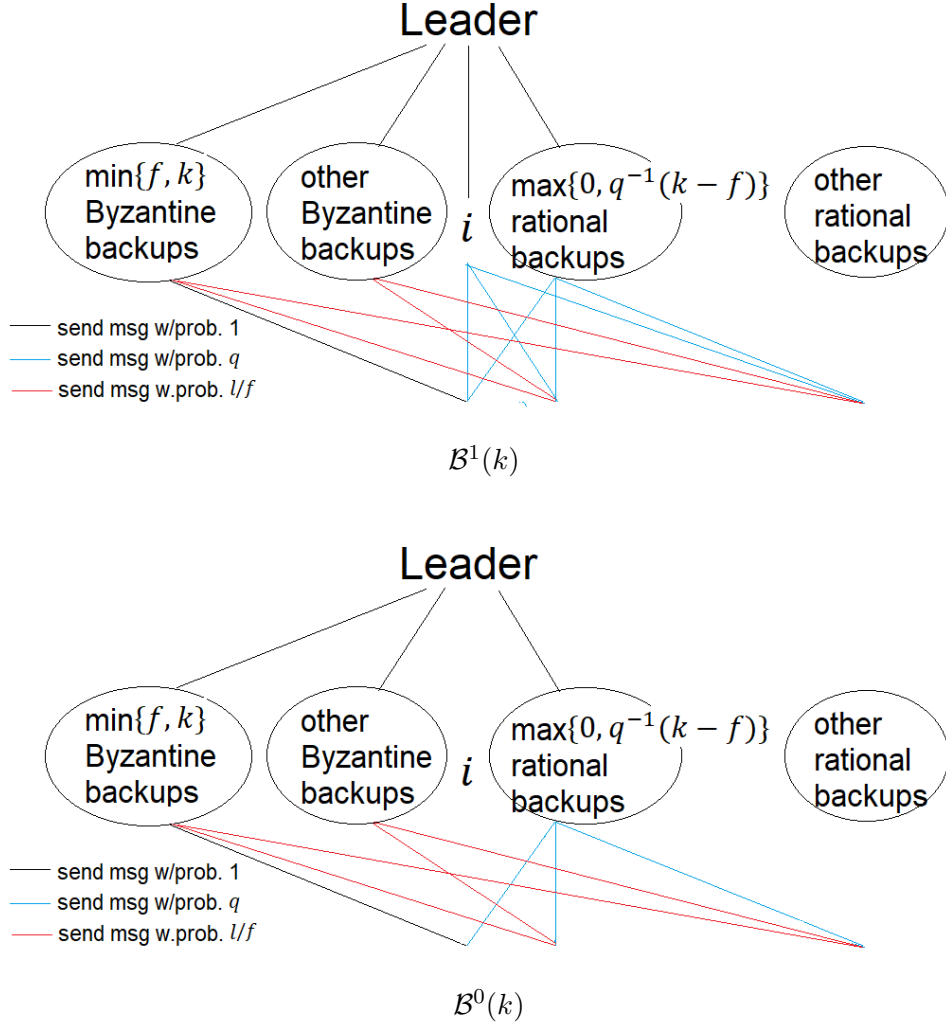 Leader
min{f, k}
Byzantine
backups
other
Byzantine
backups
i
max{0, q⁻¹(k − f)}
rational
backups
other
rational
backups
send msg w/prob. 1
send msg w/prob. q
send msg w.prob. l/f
ℬ¹(k)
Leader
min{f, k}
Byzantine
backups
other
Byzantine
backups
i
max{0, q⁻¹(k − f)}
rational
backups
other
rational
backups
send msg w/prob. 1
send msg w/prob. q
send msg w.prob. l/f
ℬ⁰(k)